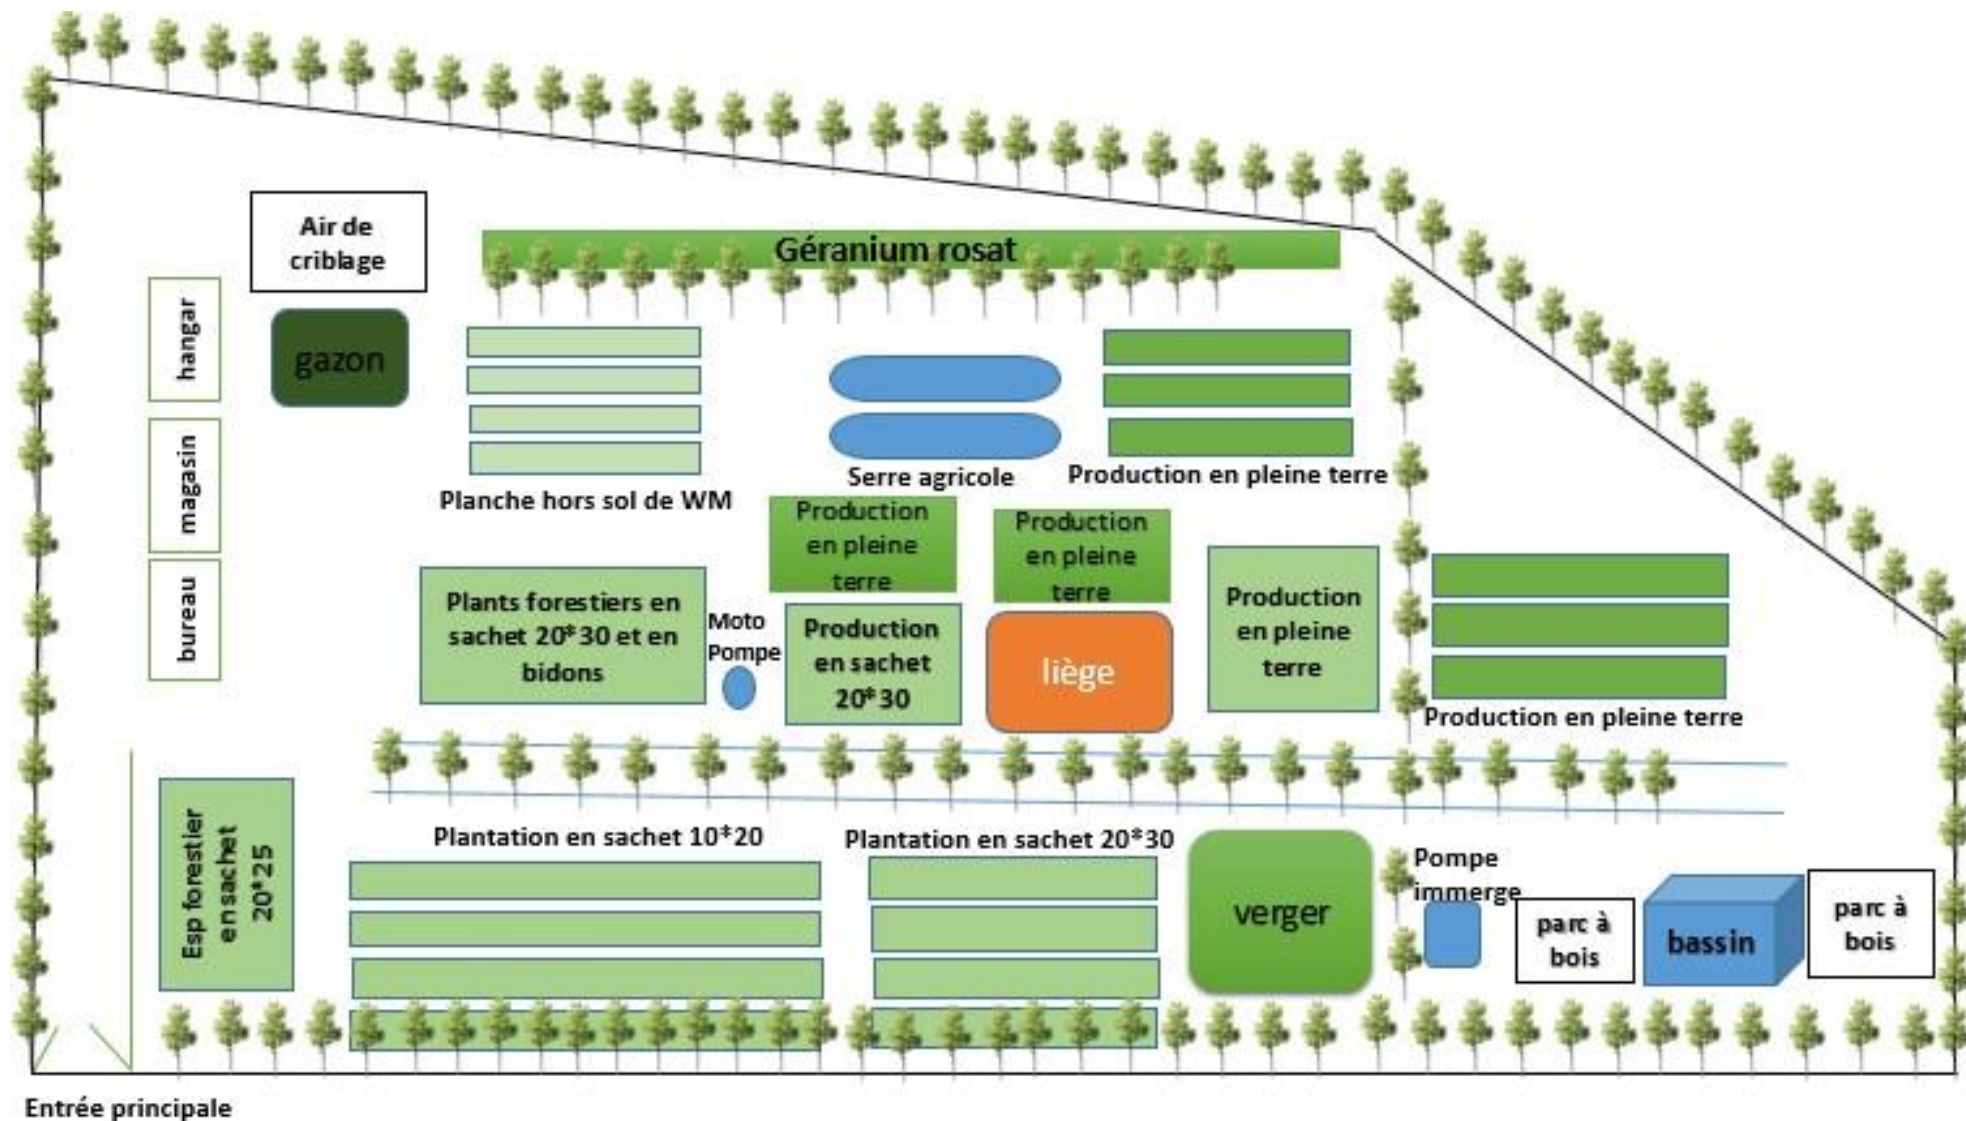 Air de
criblage
Géranium rosat
hangar
gazon
magasin
bureau
Planche hors sol de WM
Serre agricole
Production en pleine terre
Production
en pleine
terre
Production
en pleine
terre
Plants forestiers en
sachet 20*30 et en
bidons
Moto
Pompe
Production
en sachet
20*30
liège
Production
en pleine
terre
Production en pleine terre
Esp forestier
en sachet
20*25
Plantation en sachet 10*20
Plantation en sachet 20*30
verger
Pompe
immerge
parc à
bois
bassin
parc à
bois
Entrée principale